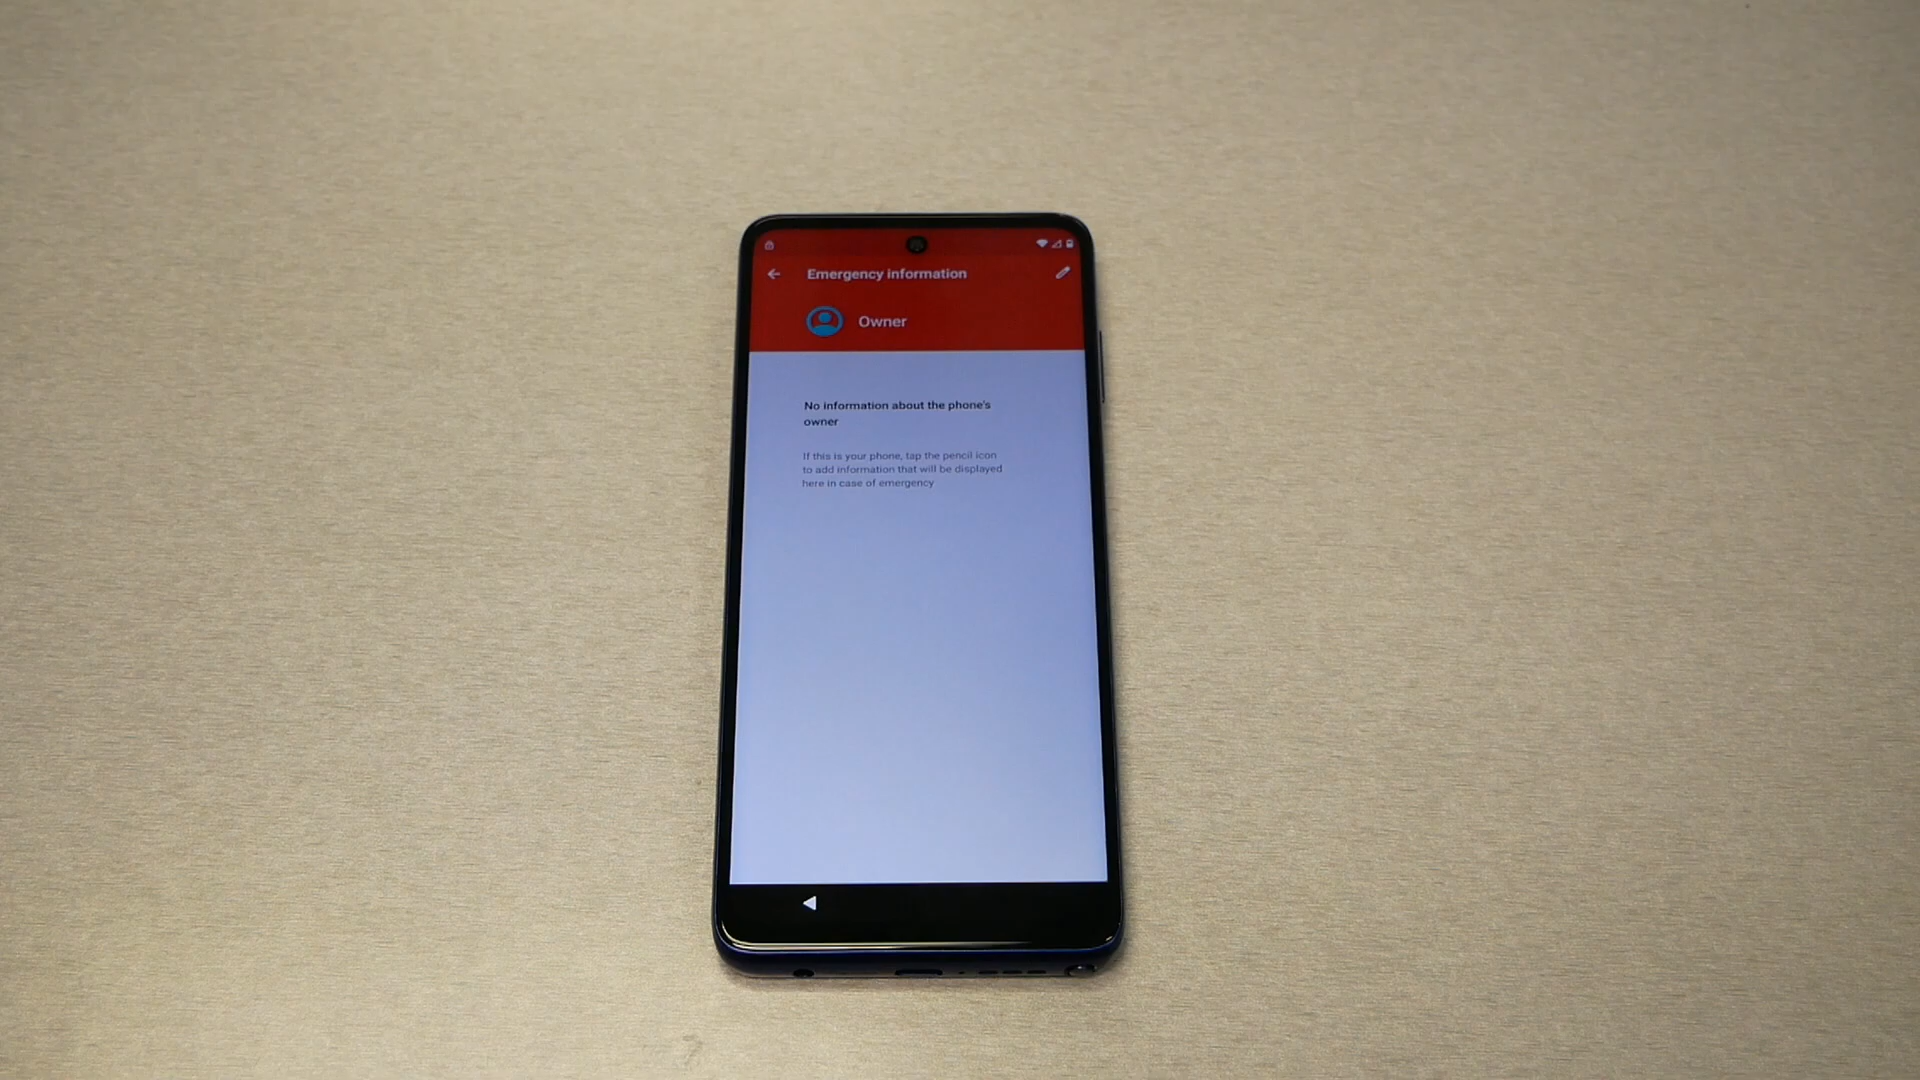 Emergency information
Owner
No information about the phone's
owner
If this is your phone, tap the pencil icon
to add information that will be displayed
here in case of emergency